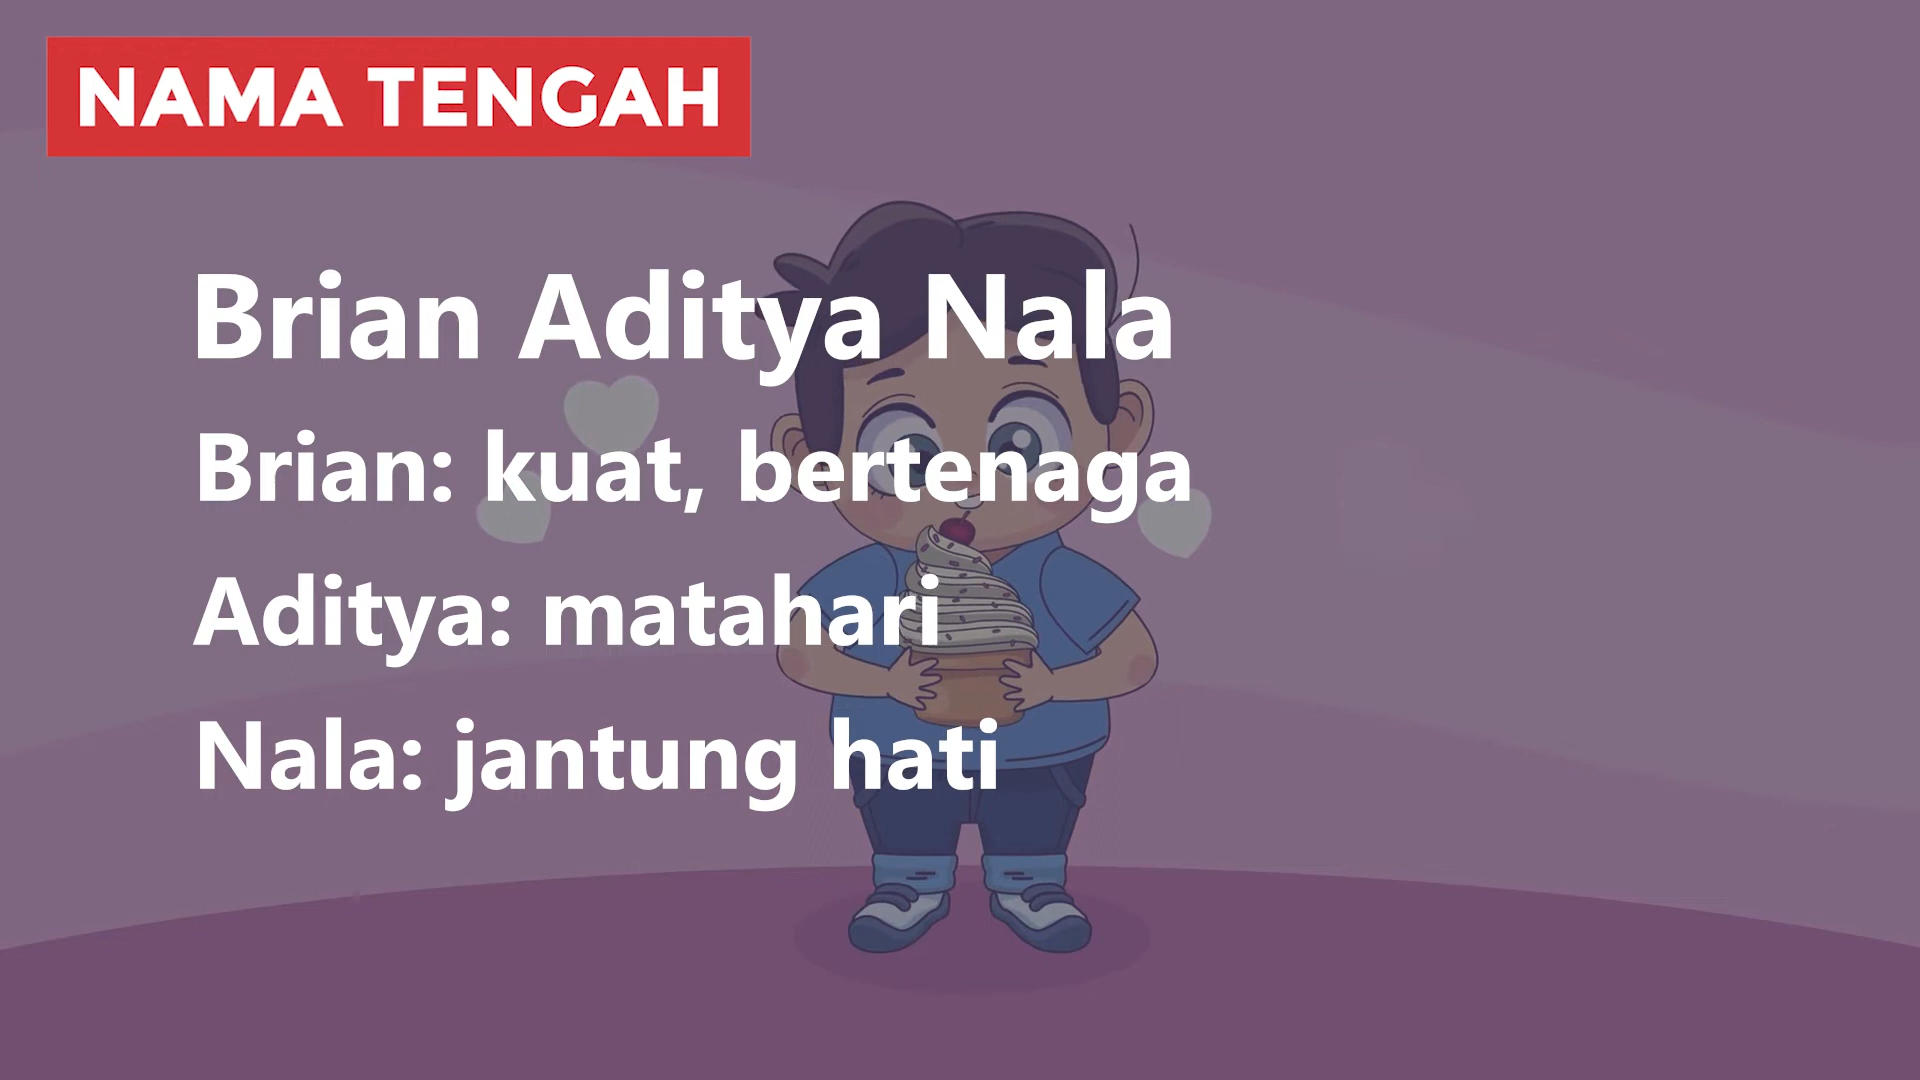 NAMA TENGAH
Brian Aditya Nala
Brian: kuat, bertenaga
Aditya: matahari
Nala: jantung hati